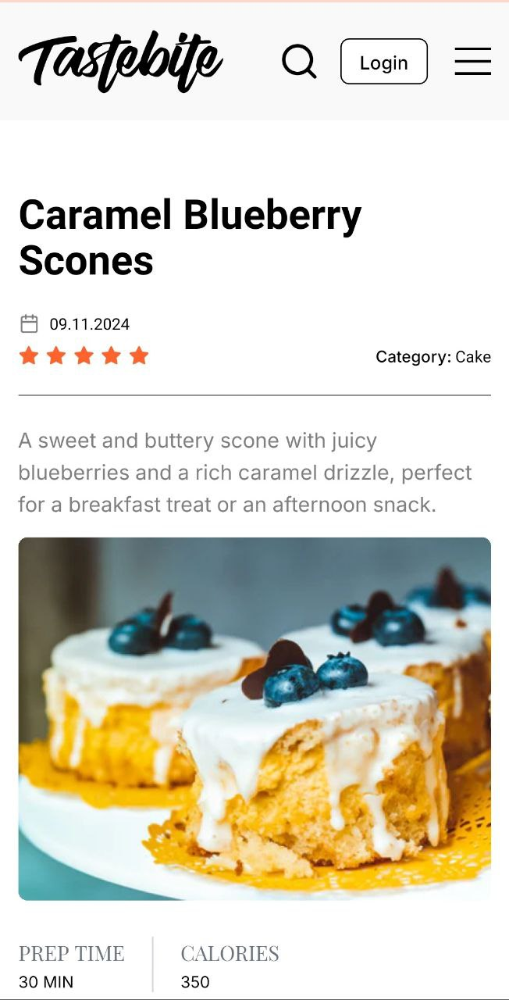 Tastebite
Login
Caramel Blueberry
Scones
09.11.2024
Category: Cake
A sweet and buttery scone with juicy
blueberries and a rich caramel drizzle, perfect
for a breakfast treat or an afternoon snack.
PREP TIME
30 MIN
CALORIES
350